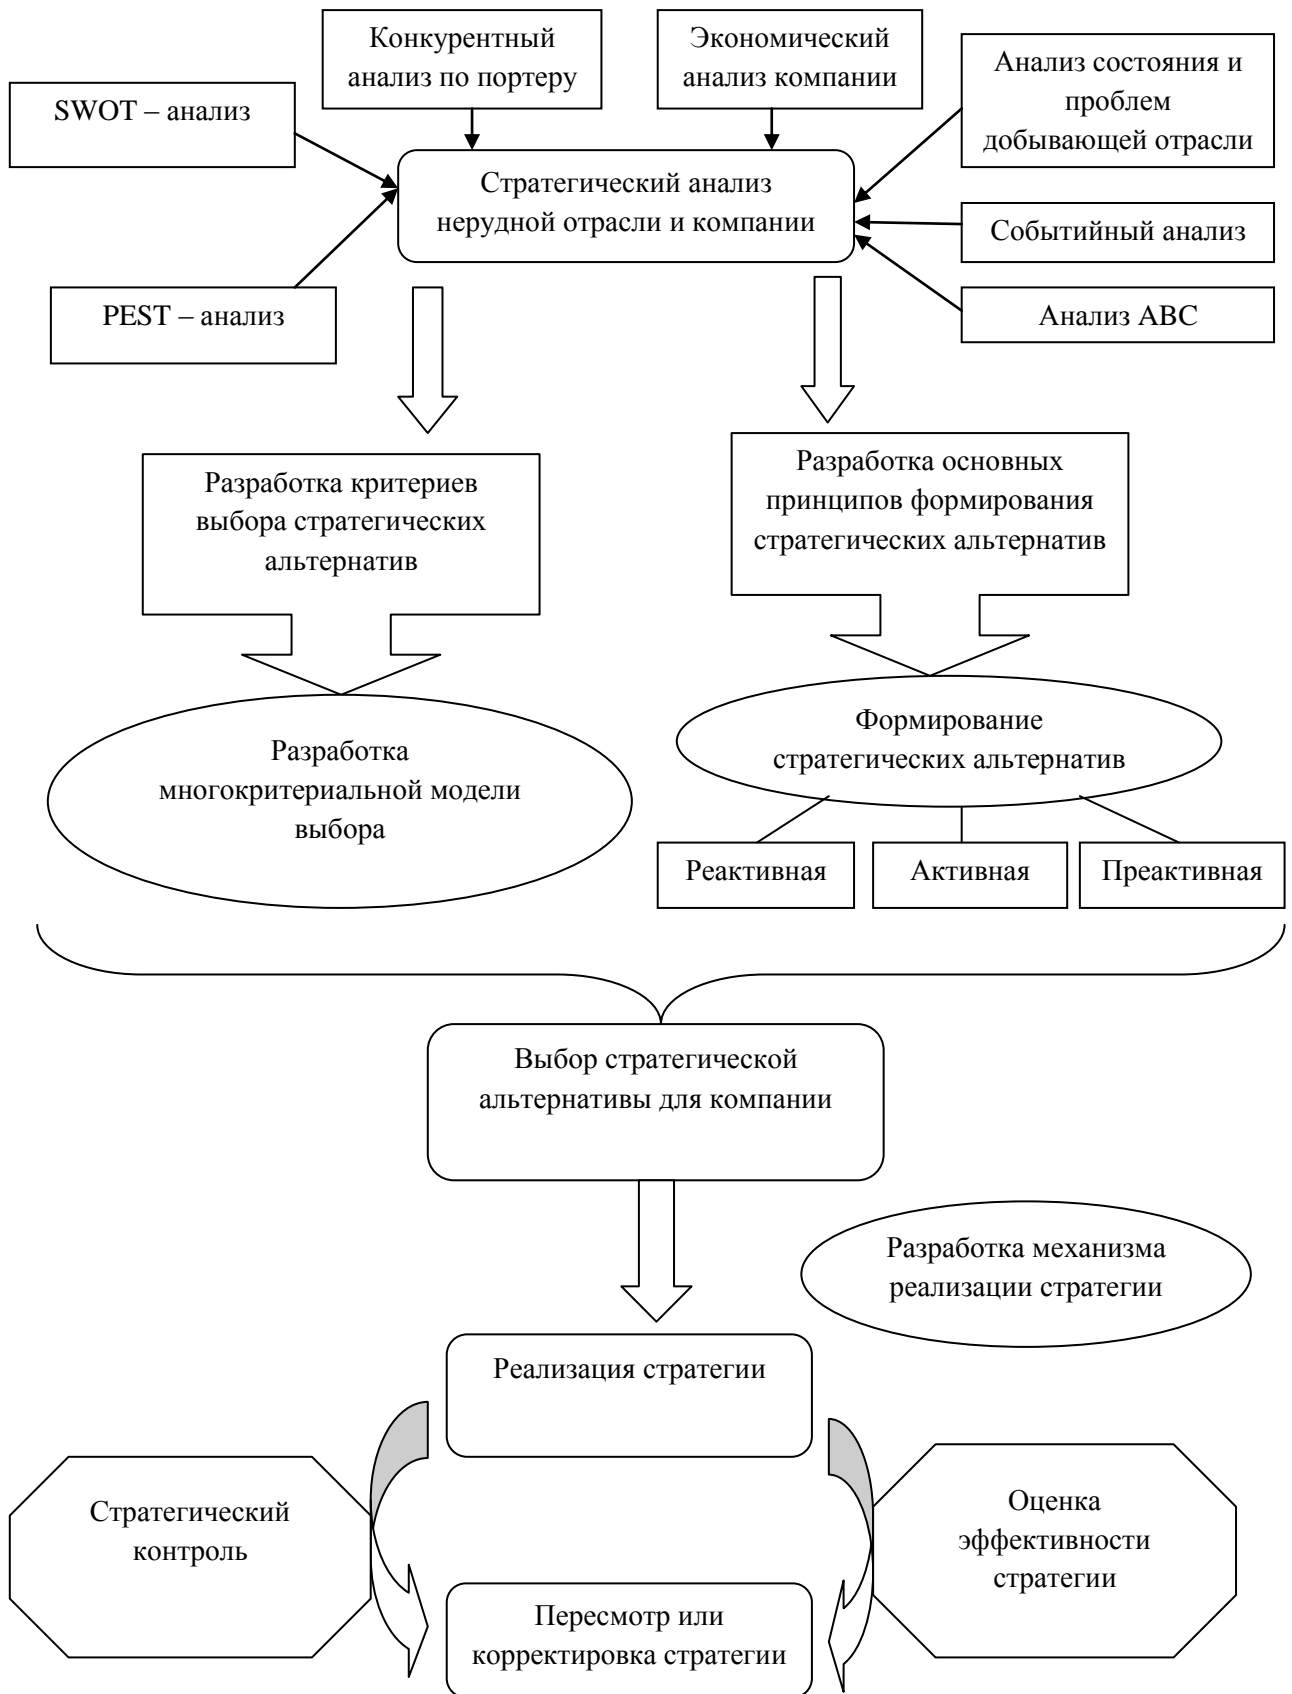 Конкурентный
анализ по портеру
Экономический
анализ компании
Анализ состояния и
проблем
добывающей отрасли
SWOT – анализ
Стратегический анализ
нерудной отрасли и компании
Событийный анализ
PEST – анализ
Анализ ABC
Разработка критериев
выбора стратегических
альтернатив
Разработка основных
принципов формирования
стратегических альтернатив
Разработка
многокритериальной модели
выбора
Формирование
стратегических альтернатив
Реактивная
Активная
Преактивная
Выбор стратегической
альтернативы для компании
Разработка механизма
реализации стратегии
Реализация стратегии
Стратегический
контроль
Оценка
эффективности
стратегии
Пересмотр или
корректировка стратегии